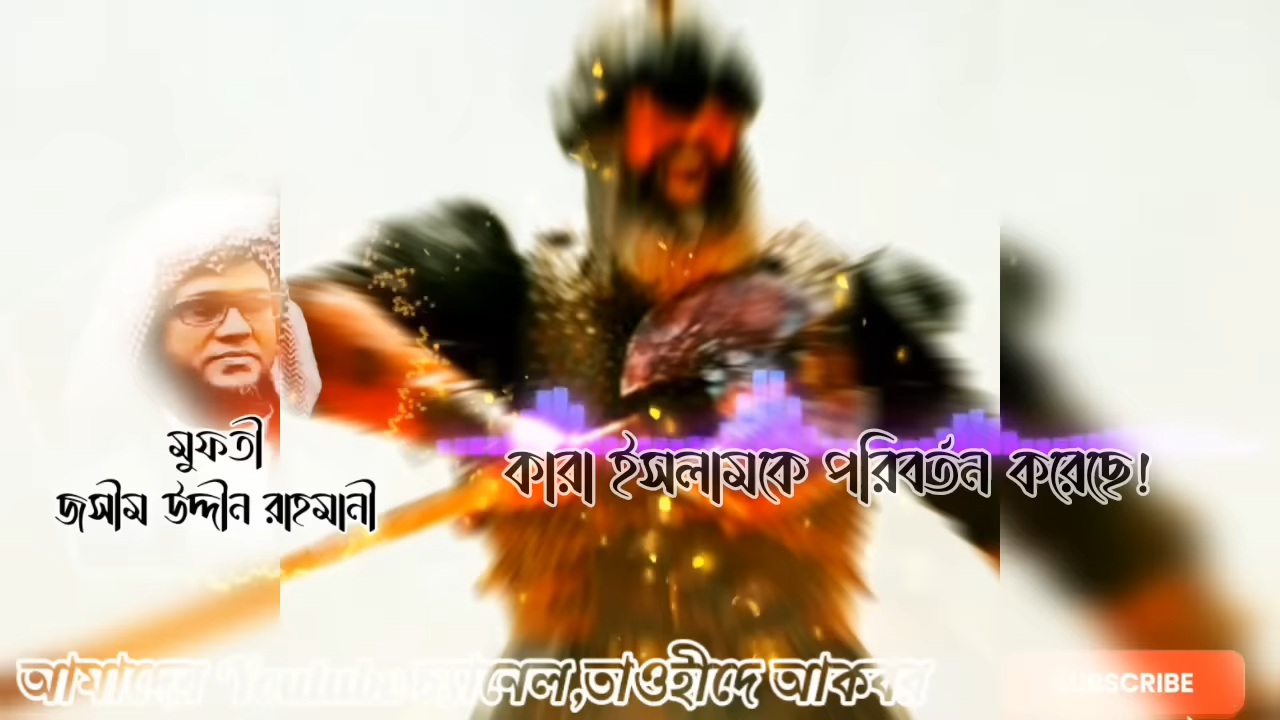 মুফতী
জসীম উদ্দীন রাহমানী
কারা ইসলামকে পরিবর্তন করেছে!
আমাদের Youtube চ্যানেল,তাওহীদে আকবর
SUBSCRIBE